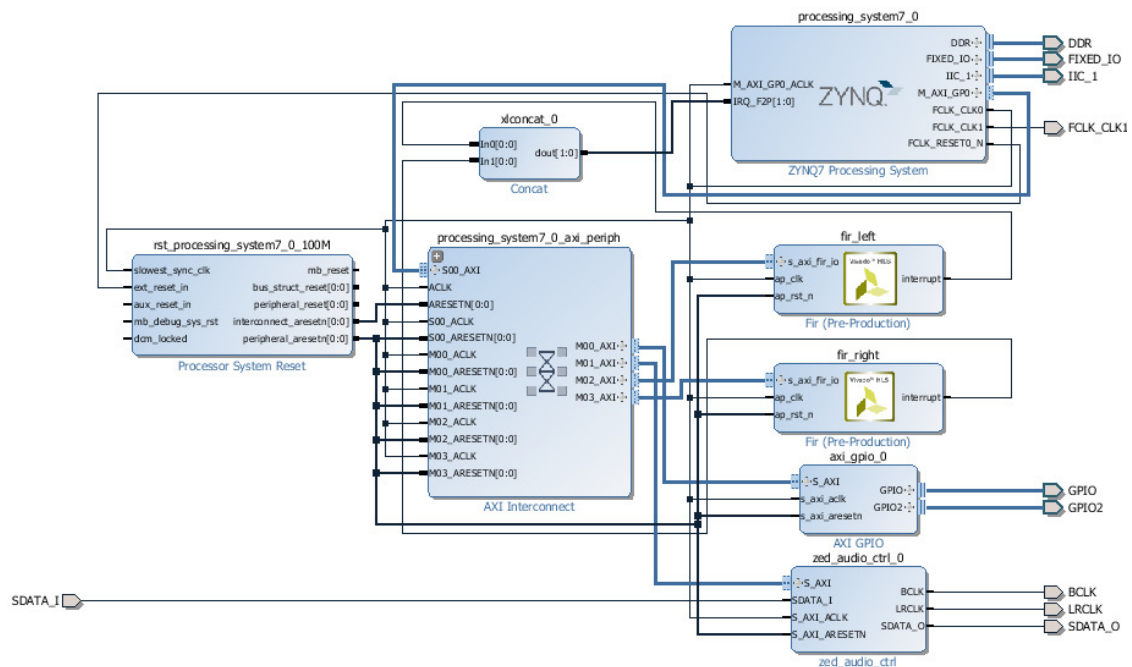 processing_system7_0
M_AXI_GP0_ACLK
IRQ_F2P[1:0]
ZYNQ
DDR
FIXED_IO
IIC_1
M_AXI_GP0
FCLK_CLK0
FCLK_CLK1
FCLK_RESET0_N
ZYNQ7 Processing System
DDR
FIXED_IO
IIC_1
FCLK_CLK1
xlconcat_0
In0[0:0]
In1[0:0]
dout[1:0]
Concat
rst_processing_system7_0_100M
slowest_sync_clk
ext_reset_in
aux_reset_in
mb_debug_sys_rst
dcm_locked
mb_reset
bus_struct_reset[0:0]
peripheral_reset[0:0]
interconnect_aresetn[0:0]
peripheral_aresetn[0:0]
Processor System Reset
processing_system7_0_axi_periph
S00_AXI
ACLK
ARESETN[0:0]
S00_ACLK
S00_ARESETN[0:0]
M00_ACLK
M00_ARESETN[0:0]
M01_ACLK
M01_ARESETN[0:0]
M02_ACLK
M02_ARESETN[0:0]
M03_ACLK
M03_ARESETN[0:0]
M00_AXI
M01_AXI
M02_AXI
M03_AXI
AXI Interconnect
fir_left
s_axi_fir_io
ap_clk
ap_rst_n
Vivado™ HLS
interrupt
Fir (Pre-Production)
fir_right
s_axi_fir_io
ap_clk
ap_rst_n
Vivado™ HLS
interrupt
Fir (Pre-Production)
axi_gpio_0
S_AXI
s_axi_aclk
s_axi_aresetn
GPIO
GPIO2
AXI GPIO
GPIO
GPIO2
zed_audio_ctrl_0
S_AXI
SDATA_I
S_AXI_ACLK
S_AXI_ARESETN
BCLK
LRCLK
SDATA_O
zed_audio_ctrl
SDATA_I
BCLK
LRCLK
SDATA_O